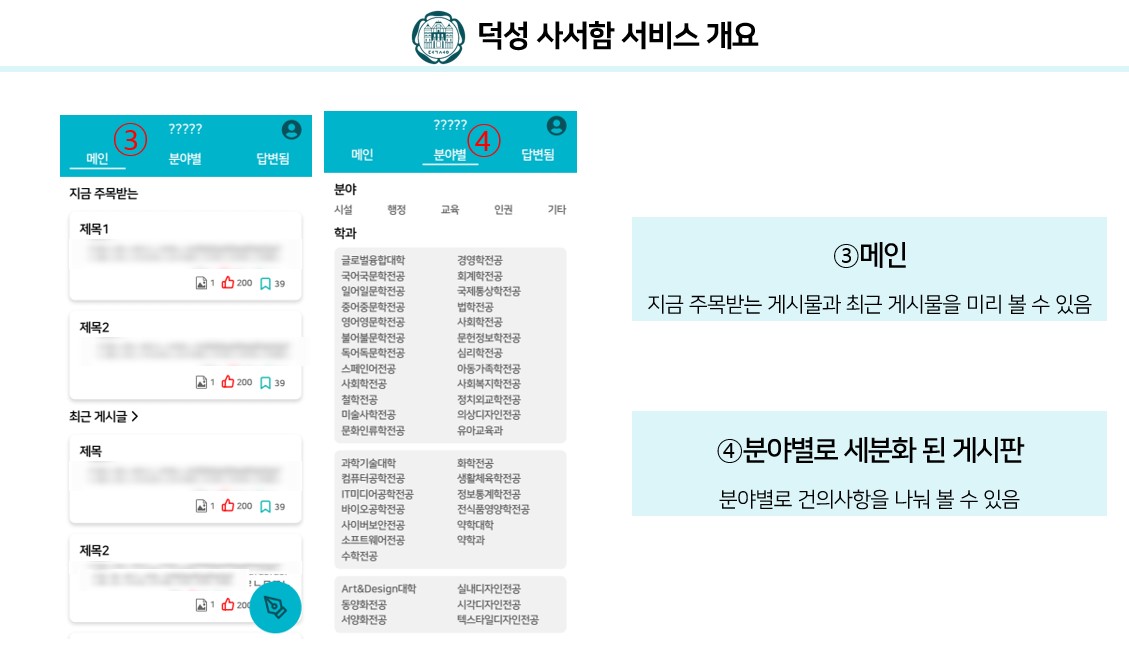 덕성 사서함 서비스 개요
?????
③
메인 분야별 답변됨
지금 주목받는
제목1
1 200 39
제목2
1 200 39
최근 게시글 >
제목
1 200 39
제목2
1 200
?????
④
메인 분야별 답변됨
분야
시설 행정 교육 인권 기타
학과
글로벌융합대학 경영학전공
국어국문학전공 회계학전공
일어일문학전공 국제통상학전공
중어중문학전공 법학전공
영어영문학전공 사회학전공
불어불문학전공 문헌정보학전공
독어독문학전공 심리학전공
스페인어전공 아동가족학전공
사회학전공 사회복지학전공
철학전공 정치외교학전공
미술사학전공 의상디자인전공
문화인류학전공 유아교육과
과학기술대학 화학전공
컴퓨터공학전공 생활체육학전공
IT미디어공학전공 정보통계학전공
바이오공학전공 전식품영양학전공
사이버보안전공 약학대학
소프트웨어전공 약학과
수학전공
Art&Design대학 실내디자인전공
동양화전공 시각디자인전공
서양화전공 텍스타일디자인전공
③메인
지금 주목받는 게시물과 최근 게시물을 미리 볼 수 있음
④분야별로 세분화 된 게시판
분야별로 건의사항을 나눠 볼 수 있음